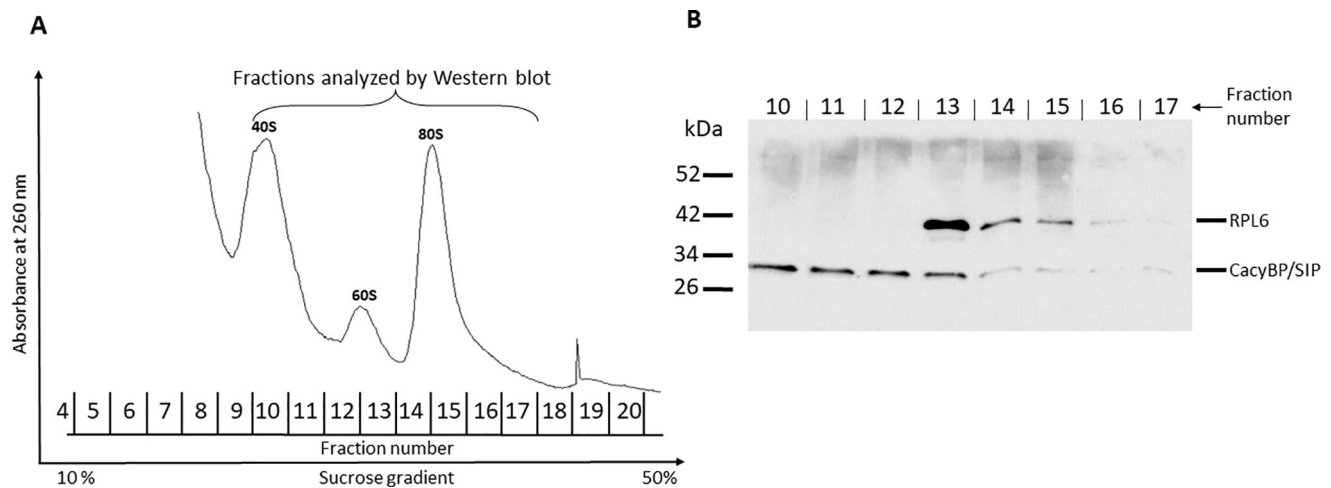 A
Fractions analyzed by Western blot
40S
80S
60S
Absorbance at 260 nm
4 5 6 7 8 9 10 11 12 13 14 15 16 17 18 19 20
Fraction number
10 % Sucrose gradient 50%
B
10 11 12 13 14 15 16 17
Fraction
number
kDa
52
42
34
26
RPL6
CacyBP/SIP